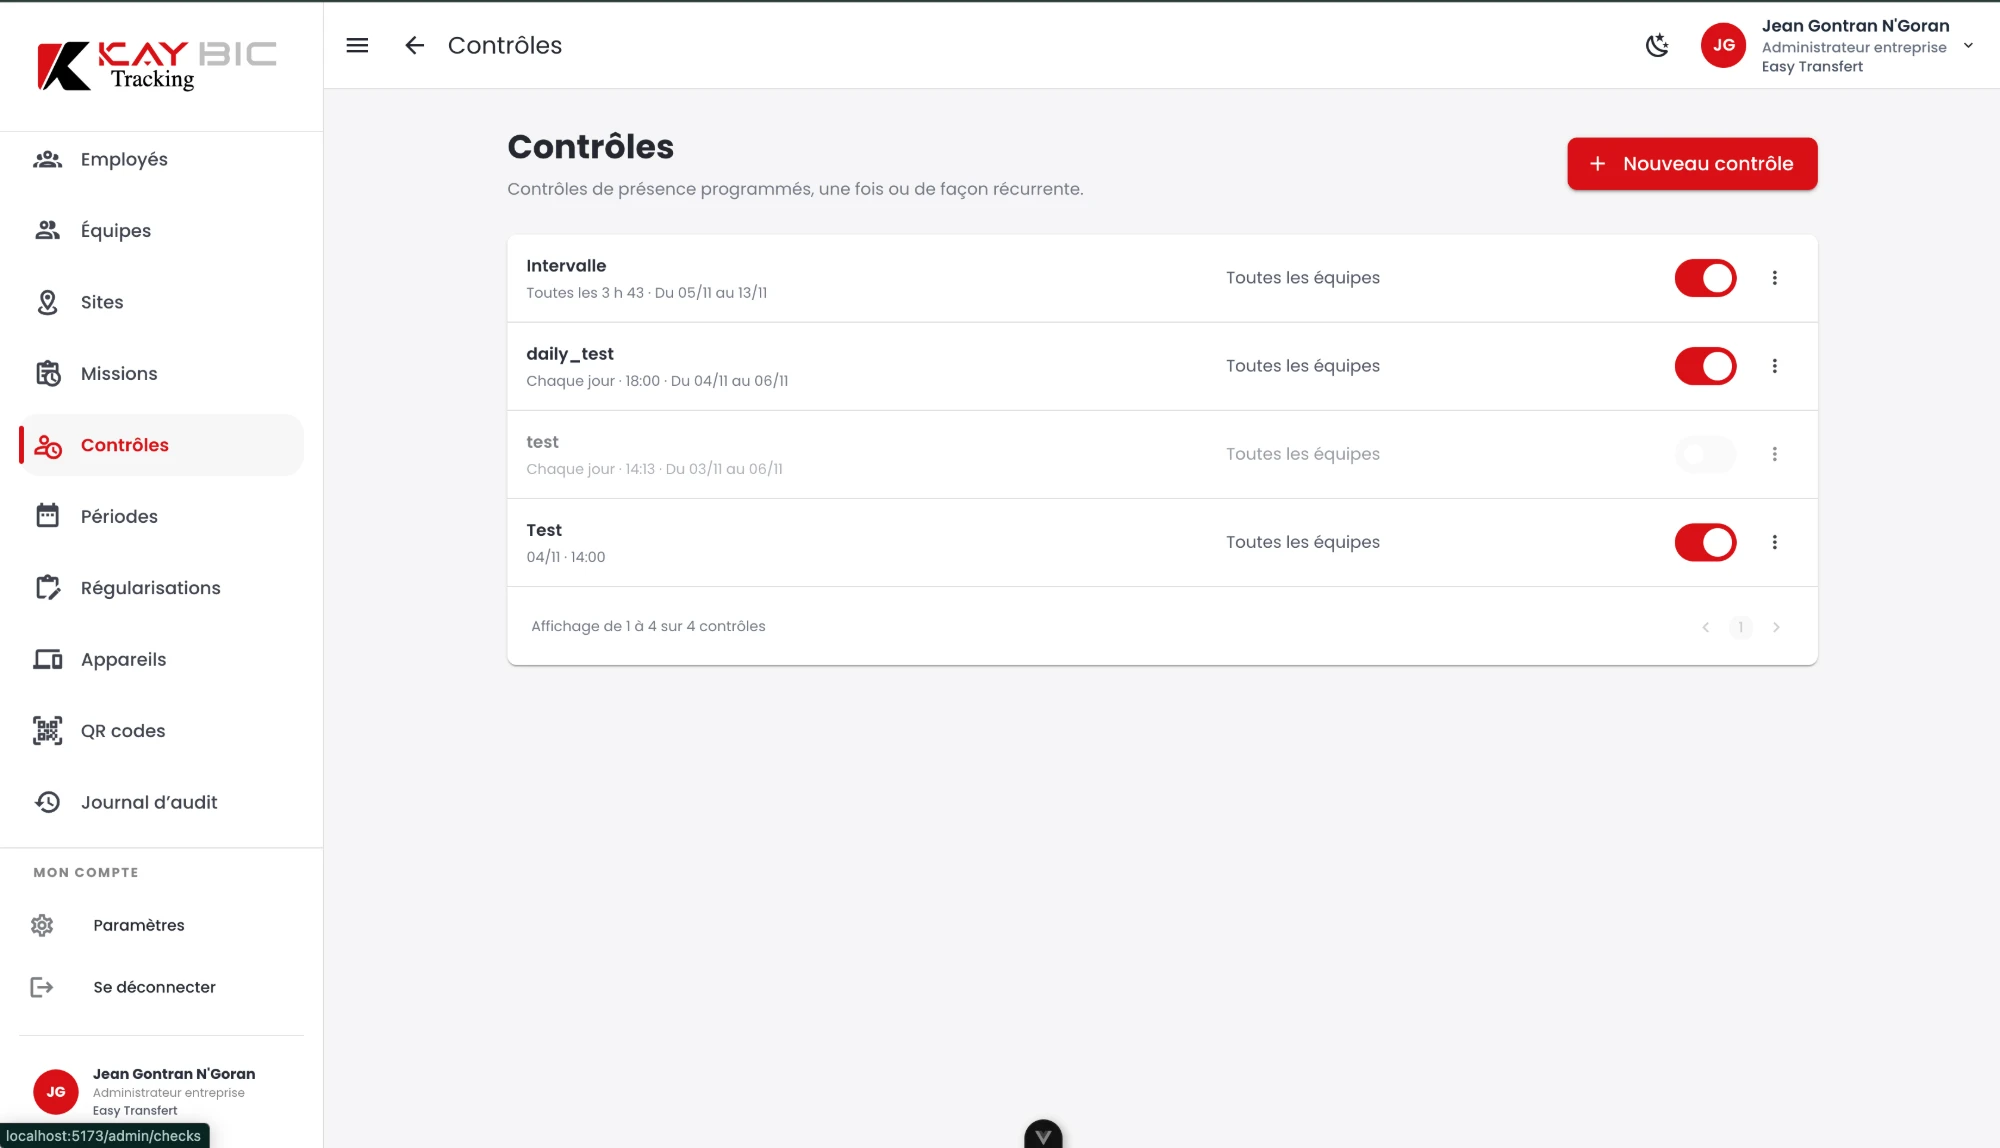 KAY BIC
Tracking
Contrôles
JG
Jean Gontran N'Goran
Administrateur entreprise
Easy Transfert
Employés
Équipes
Sites
Missions
Contrôles
Périodes
Régularisations
Appareils
QR codes
Journal d’audit
MON COMPTE
Paramètres
Se déconnecter
JG
Jean Gontran N'Goran
Administrateur entreprise
Easy Transfert
localhost:5173/admin/checks
Contrôles
Contrôles de présence programmés, une fois ou de façon récurrente.
+ Nouveau contrôle
Intervalle
Toutes les 3 h 43 · Du 05/11 au 13/11
Toutes les équipes
daily_test
Chaque jour · 18:00 · Du 04/11 au 06/11
Toutes les équipes
test
Chaque jour · 14:13 · Du 03/11 au 06/11
Toutes les équipes
Test
04/11 · 14:00
Toutes les équipes
Affichage de 1 à 4 sur 4 contrôles
1